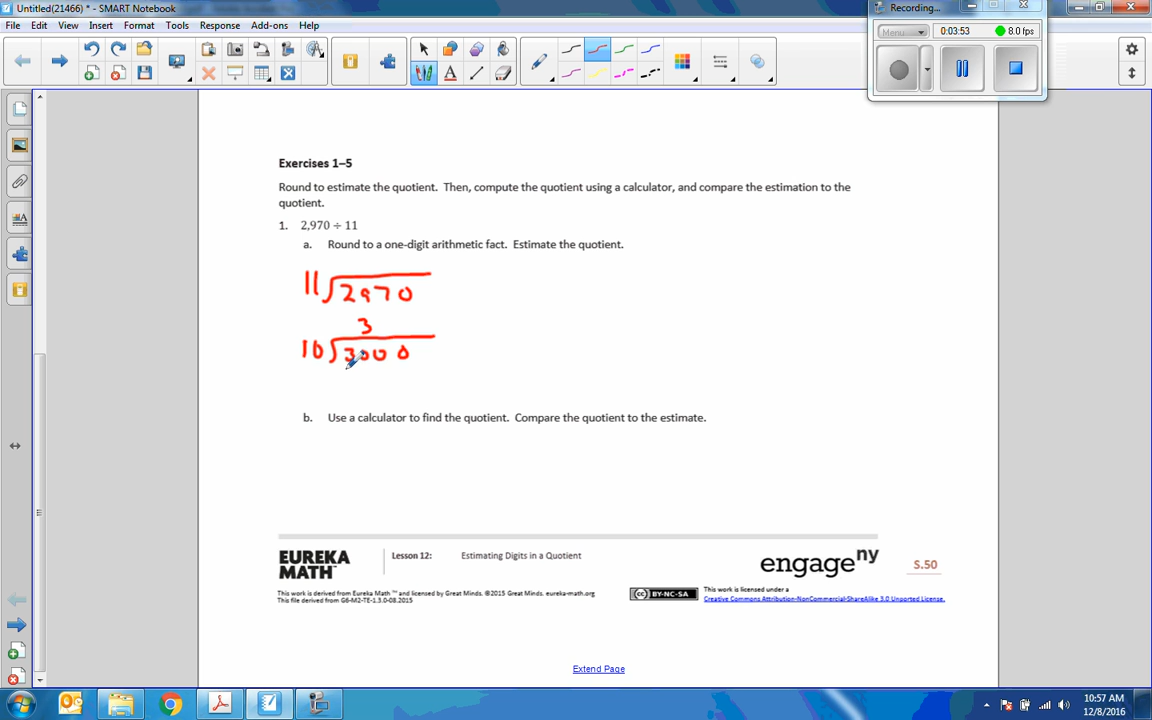 Untitled(21466) * - SMART Notebook
Recording...
File Edit View Insert Format Tools Response Add-ons Help
Menu 0:03:53 8.0 fps
Exercises 1–5
Round to estimate the quotient. Then, compute the quotient using a calculator, and compare the estimation to the
quotient.
1. 2,970 ÷ 11
a. Round to a one-digit arithmetic fact. Estimate the quotient.
11 2970
3
10 3000
b. Use a calculator to find the quotient. Compare the quotient to the estimate.
EUREKA
MATH™
Lesson 12: Estimating Digits in a Quotient
engageny
S.50
This work is derived from Eureka Math ™ and licensed by Great Minds. ©2015 Great Minds. eureka-math.org
This file derived from G6-M2-TE-1.3.0-08.2015
CC BY-NC-SA
This work is licensed under a
Creative Commons Attribution-NonCommercial-ShareAlike 3.0 Unported License.
Extend Page
10:57 AM
12/8/2016